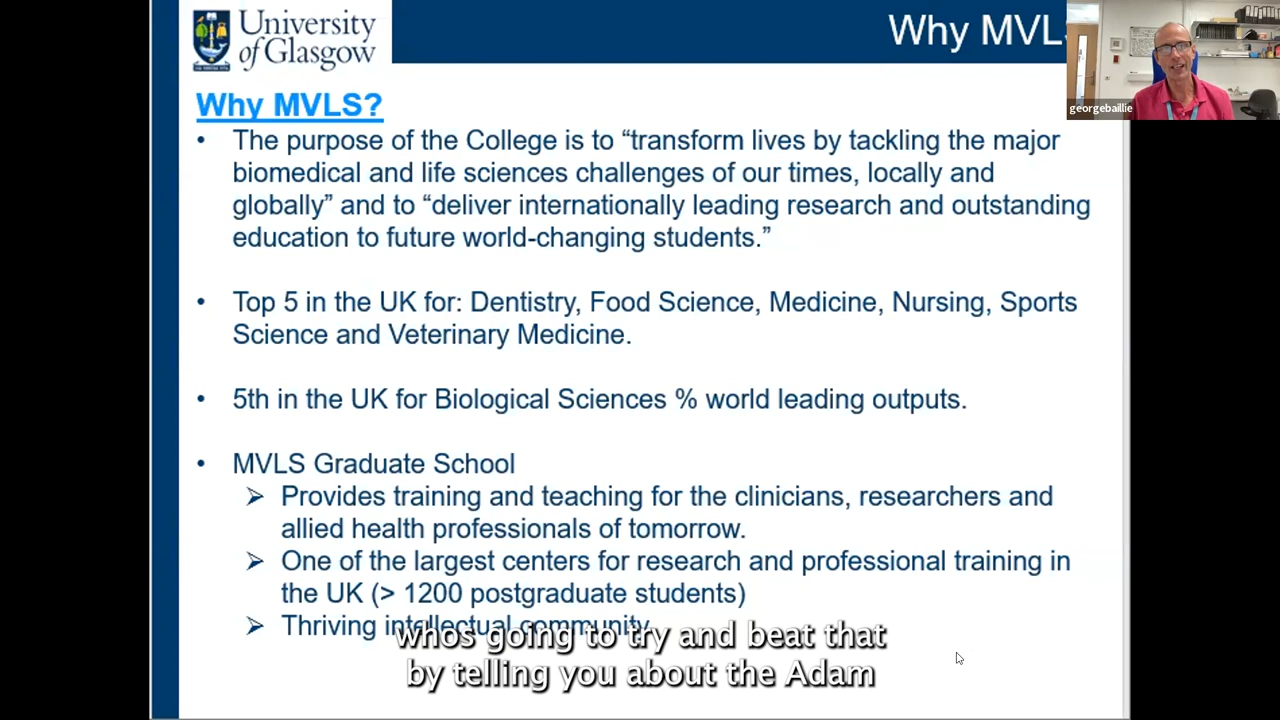 University
of Glasgow
Why MVLS
georgebaillie
Why MVLS?
• The purpose of the College is to “transform lives by tackling the major
biomedical and life sciences challenges of our times, locally and
globally” and to “deliver internationally leading research and outstanding
education to future world-changing students.”
• Top 5 in the UK for: Dentistry, Food Science, Medicine, Nursing, Sports
Science and Veterinary Medicine.
• 5th in the UK for Biological Sciences % world leading outputs.
• MVLS Graduate School
➢ Provides training and teaching for the clinicians, researchers and
allied health professionals of tomorrow.
➢ One of the largest centers for research and professional training in
the UK (> 1200 postgraduate students)
➢ Thriving intellectual community
whos going to try and beat that
by telling you about the Adam